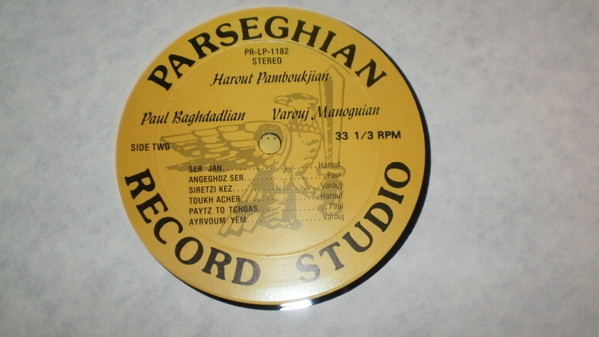 PARSEGHIAN
PR-LP-1182
STEREO
Harout Pamboukjian
Paul Baghdadlian Varouj Manoguian
SIDE TWO
33 1/3 RPM
SER JAN.................Harout
ANGEGHDZ SER.................Paul
SIRETZI KEZ.................Varouj
TOUKH ACHER.................Harout
PAYTZ TO TCHGAS.................Paul
AYRVOUM YEM.................Varouj
RECORD STUDIO